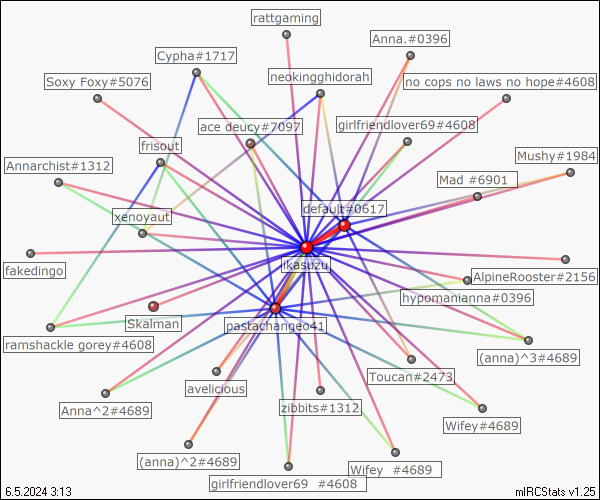 rattgaming
Anna.#0396
Cypha#1717
neokingghidorah
Soxy Foxy#5076
no cops no laws no hope#4608
ace deucy#7097
girlfriendlover69#4608
frisout
Annarchist#1312
Mushy#1984
Mad #6901
default#0617
xenoyaut
ikasuzu
fakedingo
AlpineRooster#2156
hypomanianna#0396
Skalman
pastachangeo41
ramshackle gorey#4608
(anna)^3#4689
Toucan#2473
avelicious
Anna^2#4689
zibbits#1312
Wifey#4689
(anna)^2#4689
Wifey #4689
girlfriendlover69 #4608
6.5.2024 3:13
mIRCStats v1.25